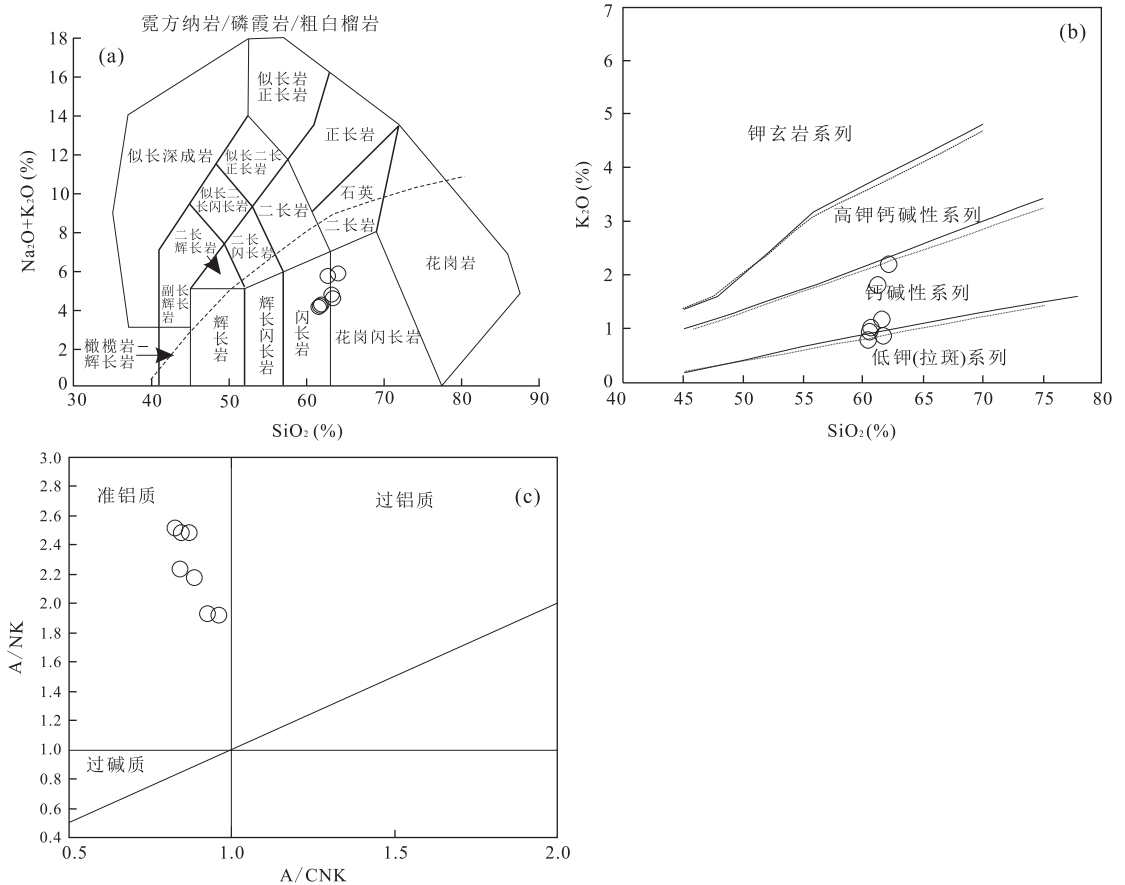 霓方纳岩/磷霞岩/粗白榴岩
(a)
18
16
14
12
10
8
6
4
2
0
Na₂O+K₂O (%)
似长岩
正长岩
正长岩
似长深成岩
似长二长
正长岩
石英
二长岩
似长二
长闪长岩
二长岩
二长
辉长岩
二长
闪长岩
花岗岩
副长
辉长
岩
辉
长
岩
辉
长
闪
长
岩
闪
长
岩
花岗闪长岩
橄榄岩–
辉长岩
30
40
50
60
70
80
90
SiO₂ (%)
(b)
7
6
5
4
3
2
1
0
K₂O (%)
钾玄岩系列
高钾钙碱性系列
钙碱性系列
低钾(拉斑)系列
40
45
50
55
60
65
70
75
80
SiO₂ (%)
(c)
3.0
2.8
2.6
2.4
2.2
2.0
1.8
1.6
1.4
1.2
1.0
0.8
0.6
0.4
A/NK
准铝质
过铝质
过碱质
0.5
1.0
1.5
2.0
A/CNK